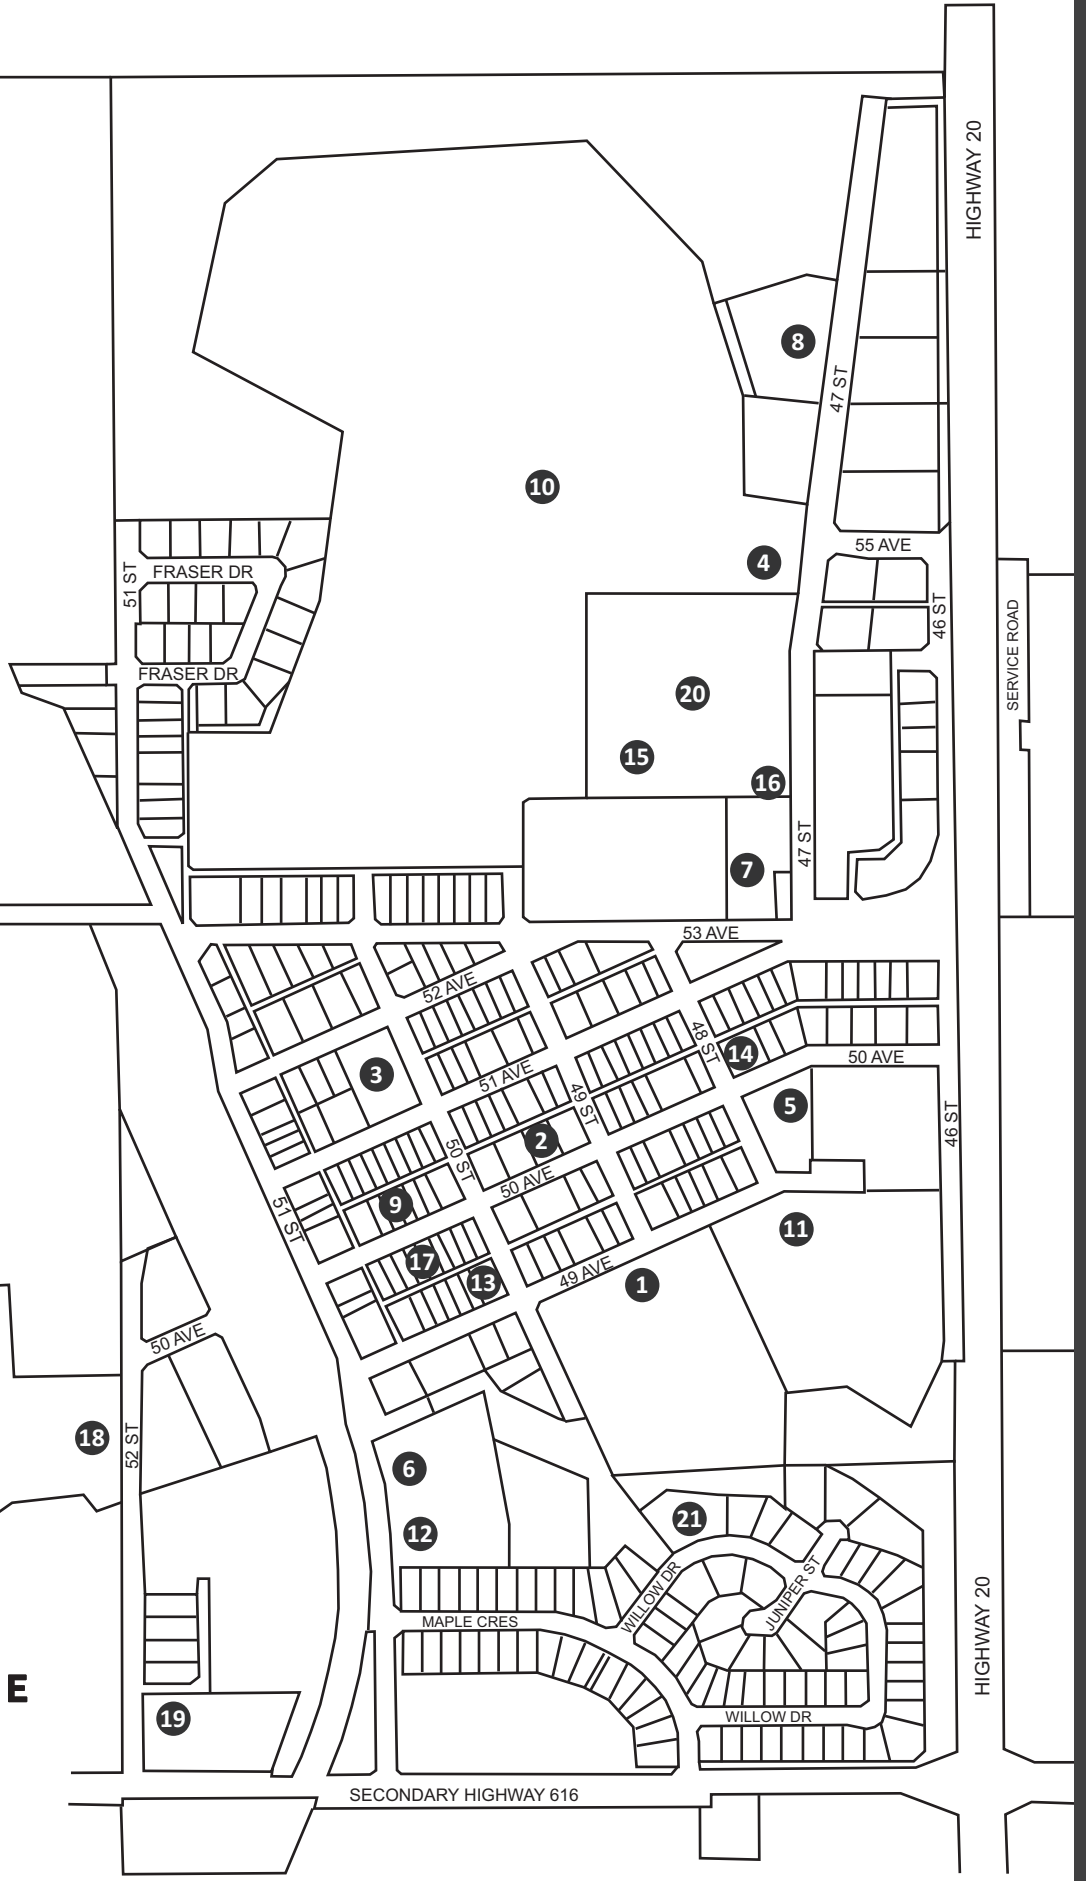 HIGHWAY 20
8
47 ST
10
55 AVE
4
FRASER DR
51 ST
46 ST
SERVICE ROAD
FRASER DR
20
15
16
47 ST
7
53 AVE
52 AVE
48 ST
14
50 AVE
3
51 AVE
49 ST
5
46 ST
2
50 ST
50 AVE
9
51 ST
11
17
13
49 AVE
1
50 AVE
18
52 ST
6
21
12
WILLOW DR
JUNIPER ST
HIGHWAY 20
MAPLE CRES
E
19
WILLOW DR
SECONDARY HIGHWAY 616